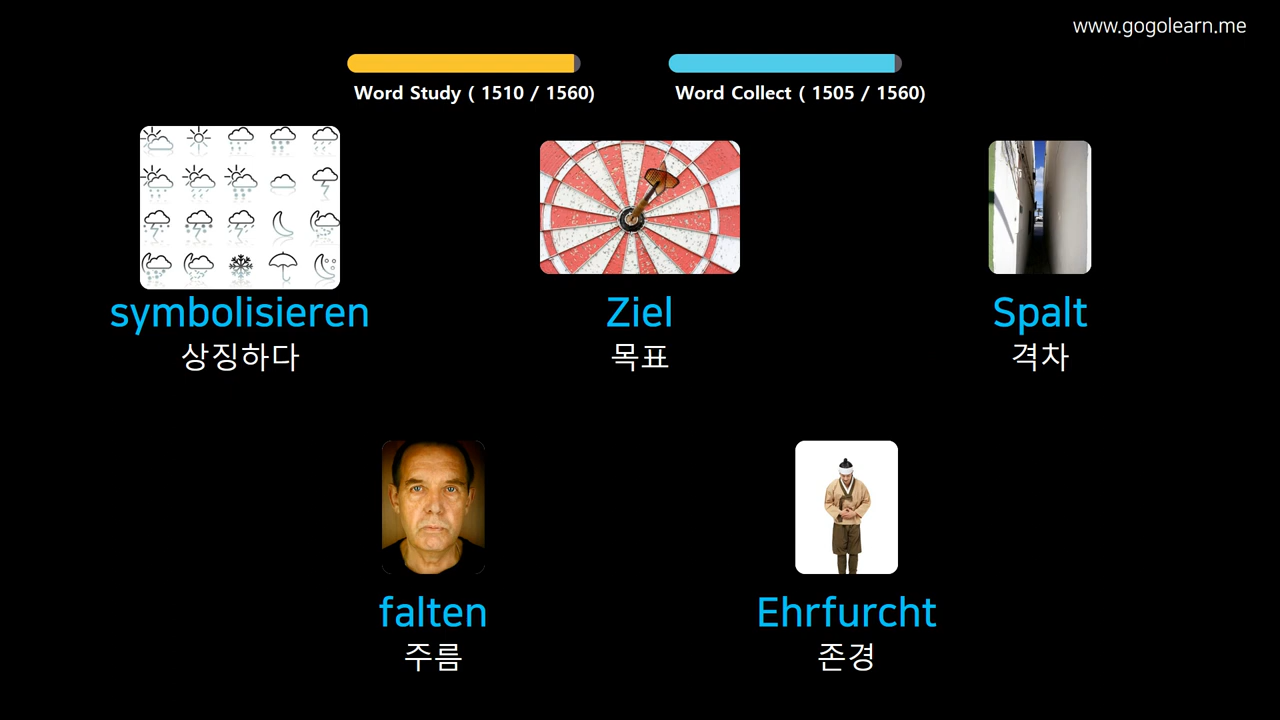 www.gogolearn.me
Word Study ( 1510 / 1560)
Word Collect ( 1505 / 1560)
symbolisieren
상징하다
Ziel
목표
Spalt
격차
falten
주름
Ehrfurcht
존경